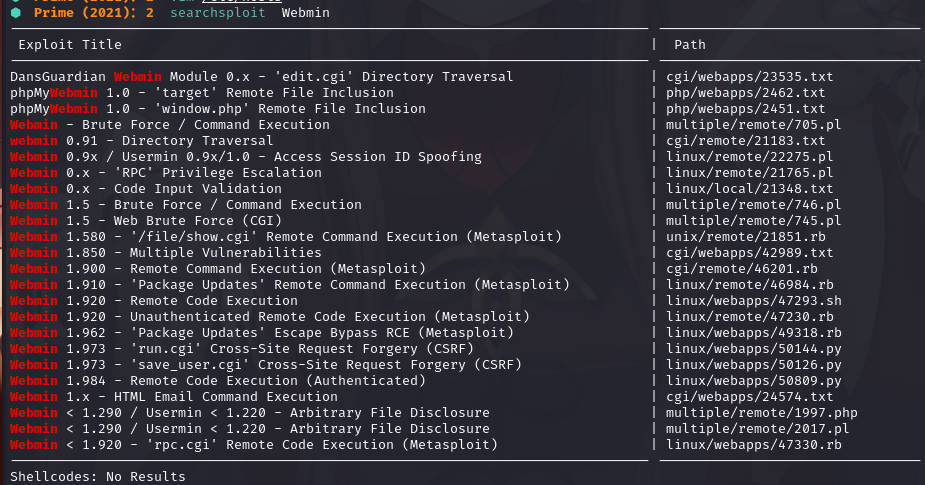 Prime (2021): 2 searchsploit Webmin
Exploit Title | Path
DansGuardian Webmin Module 0.x - 'edit.cgi' Directory Traversal | cgi/webapps/23535.txt
phpMyWebmin 1.0 - 'target' Remote File Inclusion | php/webapps/2462.txt
phpMyWebmin 1.0 - 'window.php' Remote File Inclusion | php/webapps/2451.txt
Webmin - Brute Force / Command Execution | multiple/remote/705.pl
webmin 0.91 - Directory Traversal | cgi/remote/21183.txt
Webmin 0.9x / Usermin 0.9x/1.0 - Access Session ID Spoofing | linux/remote/22275.pl
Webmin 0.x - 'RPC' Privilege Escalation | linux/remote/21765.pl
Webmin 0.x - Code Input Validation | linux/local/21348.txt
Webmin 1.5 - Brute Force / Command Execution | multiple/remote/746.pl
Webmin 1.5 - Web Brute Force (CGI) | multiple/remote/745.pl
Webmin 1.580 - '/file/show.cgi' Remote Command Execution (Metasploit) | unix/remote/21851.rb
Webmin 1.850 - Multiple Vulnerabilities | cgi/webapps/42989.txt
Webmin 1.900 - Remote Command Execution (Metasploit) | cgi/remote/46201.rb
Webmin 1.910 - 'Package Updates' Remote Command Execution (Metasploit) | linux/remote/46984.rb
Webmin 1.920 - Remote Code Execution | linux/webapps/47293.sh
Webmin 1.920 - Unauthenticated Remote Code Execution (Metasploit) | linux/remote/47230.rb
Webmin 1.962 - 'Package Updates' Escape Bypass RCE (Metasploit) | linux/webapps/49318.rb
Webmin 1.973 - 'run.cgi' Cross-Site Request Forgery (CSRF) | linux/webapps/50144.py
Webmin 1.973 - 'save_user.cgi' Cross-Site Request Forgery (CSRF) | linux/webapps/50126.py
Webmin 1.984 - Remote Code Execution (Authenticated) | linux/webapps/50809.py
Webmin 1.x - HTML Email Command Execution | cgi/webapps/24574.txt
Webmin < 1.290 / Usermin < 1.220 - Arbitrary File Disclosure | multiple/remote/1997.php
Webmin < 1.290 / Usermin < 1.220 - Arbitrary File Disclosure | multiple/remote/2017.pl
Webmin < 1.920 - 'rpc.cgi' Remote Code Execution (Metasploit) | linux/webapps/47330.rb
Shellcodes: No Results